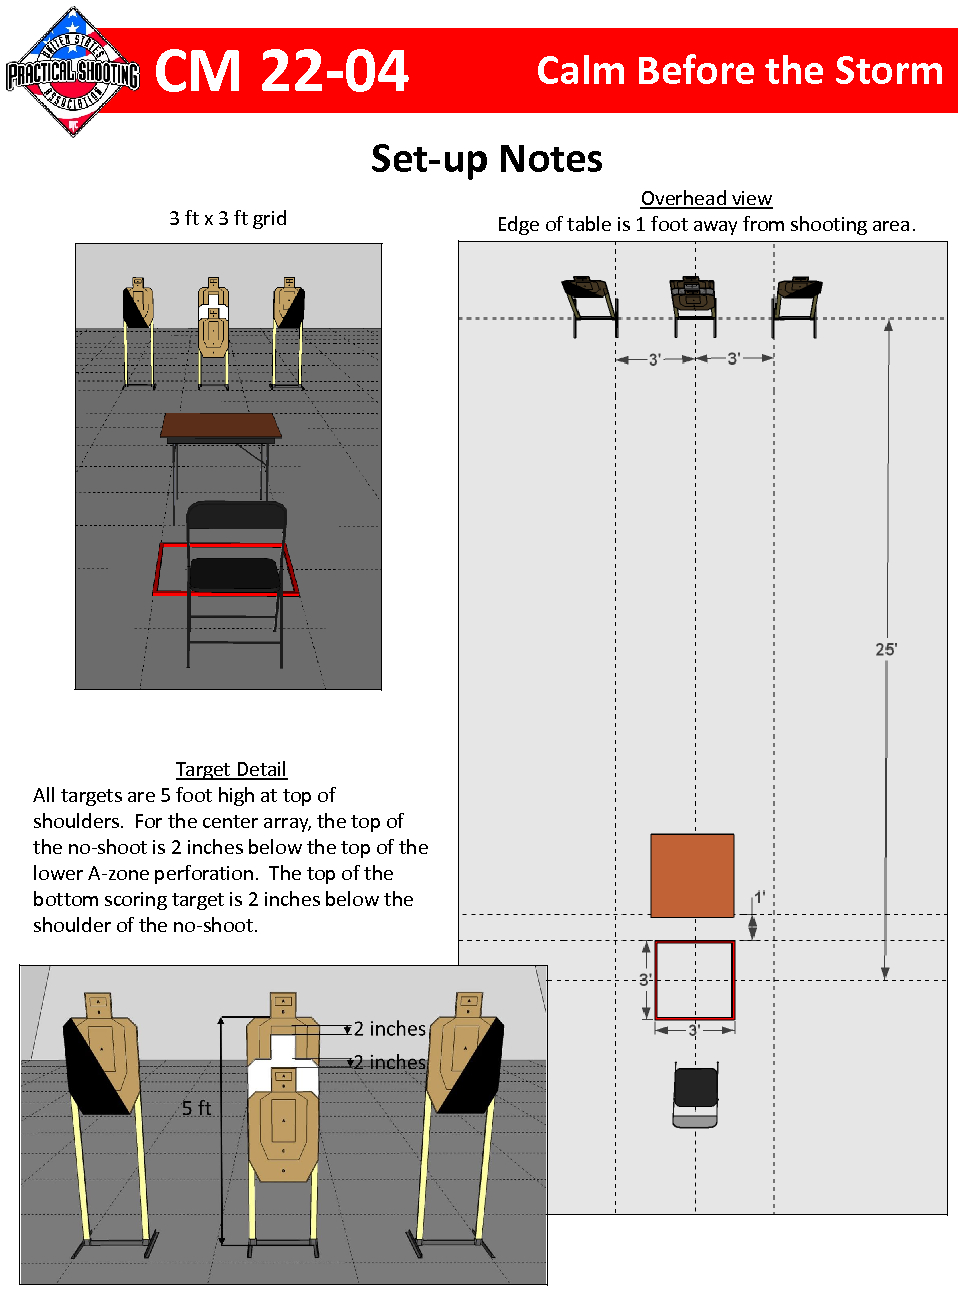 UNITED STATES
PRACTICAL SHOOTING
ASSOCIATION
CM 22-04
Calm Before the Storm
Set-up Notes
3 ft x 3 ft grid
Overhead view
Edge of table is 1 foot away from shooting area.
3'
3'
25'
1'
3'
3'
Target Detail
All targets are 5 foot high at top of
shoulders.  For the center array, the top of
the no-shoot is 2 inches below the top of the
lower A-zone perforation.  The top of the
bottom scoring target is 2 inches below the
shoulder of the no-shoot.
2 inches
2 inches
5 ft